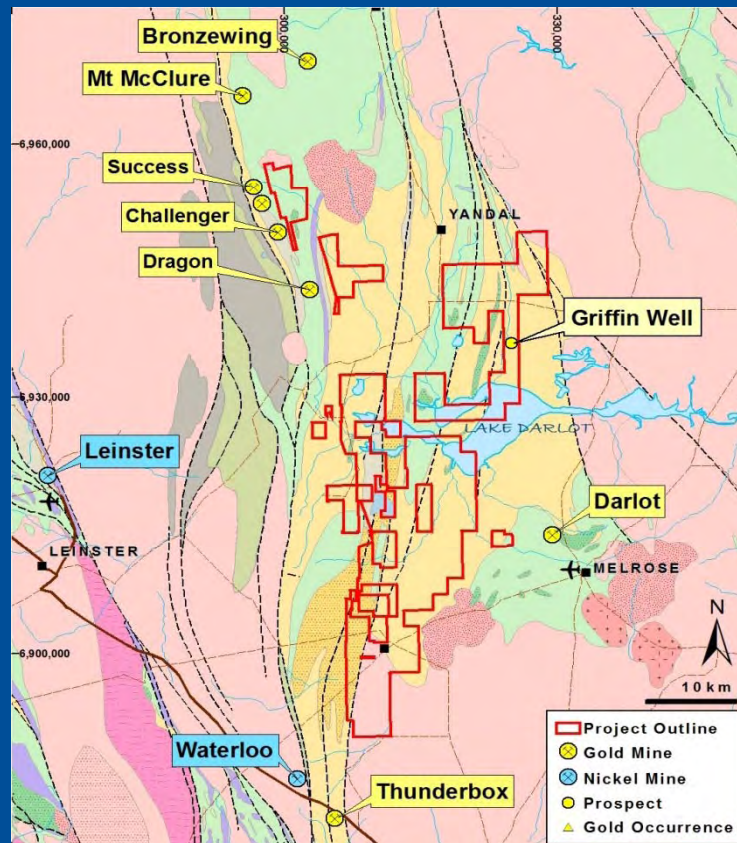 300,000
330,000
Bronzewing
Mt McClure
6,960,000
Success
YANDAL
Challenger
Dragon
Griffin Well
6,930,000
LAKE DARLOT
Leinster
Darlot
LEINSTER
MELROSE
N
6,900,000
10 km
Project Outline
Gold Mine
Waterloo
Nickel Mine
Thunderbox
Prospect
Gold Occurrence